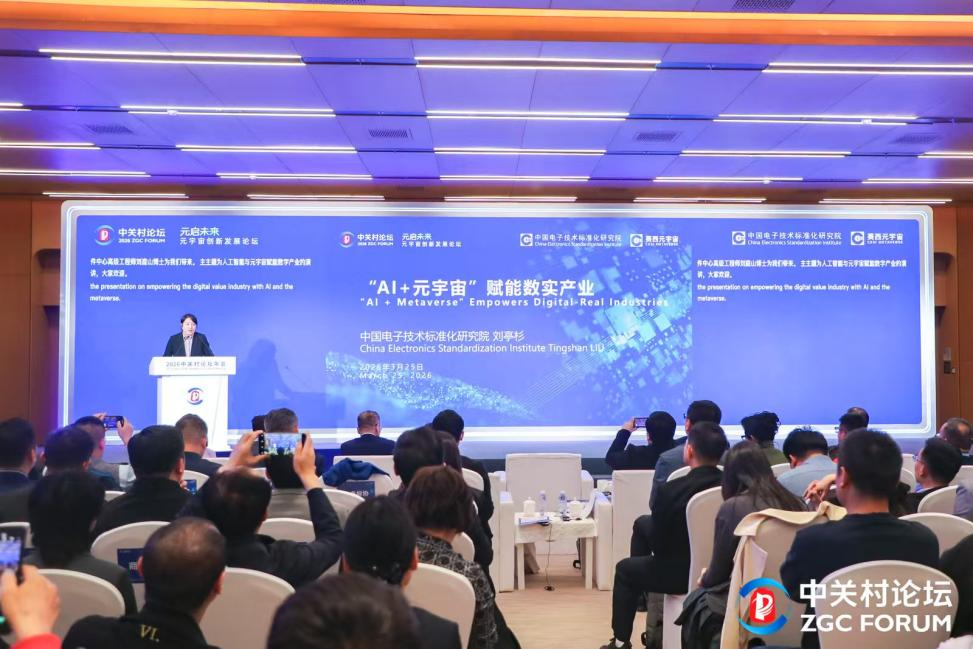 中关村论坛
2026 ZGC FORUM
元启未来
元宇宙创新发展论坛
件中心高级工程师刘庭山博士为我们带来。 主主题为人工智能与元宇宙赋能数字产业的演
讲，大家欢迎。
the presentation on empowering the digital value industry with AI and the
metaverse.
中关村论坛
2026 ZGC FORUM
元启未来
元宇宙创新发展论坛
中国电子技术标准化研究院
China Electronics Standardization Institute
赛西元宇宙
CESI METAVERSE
“AI+元宇宙”赋能数实产业
"AI + Metaverse" Empowers Digital-Real Industries
中国电子技术标准化研究院 刘亭杉
China Electronics Standardization Institute Tingshan LIU
2026年3月25日
March 25, 2026
中国电子技术标准化研究院
China Electronics Standardization Institute
赛西元宇宙
CESI METAVERSE
件中心高级工程师刘庭山博士为我们带来。 主主题为人工智能与元宇宙赋能数字产业的演
讲，大家欢迎。
the presentation on empowering the digital value industry with AI and the
metaverse.
2026中关村论坛年会
VI.
中关村论坛
ZGC FORUM